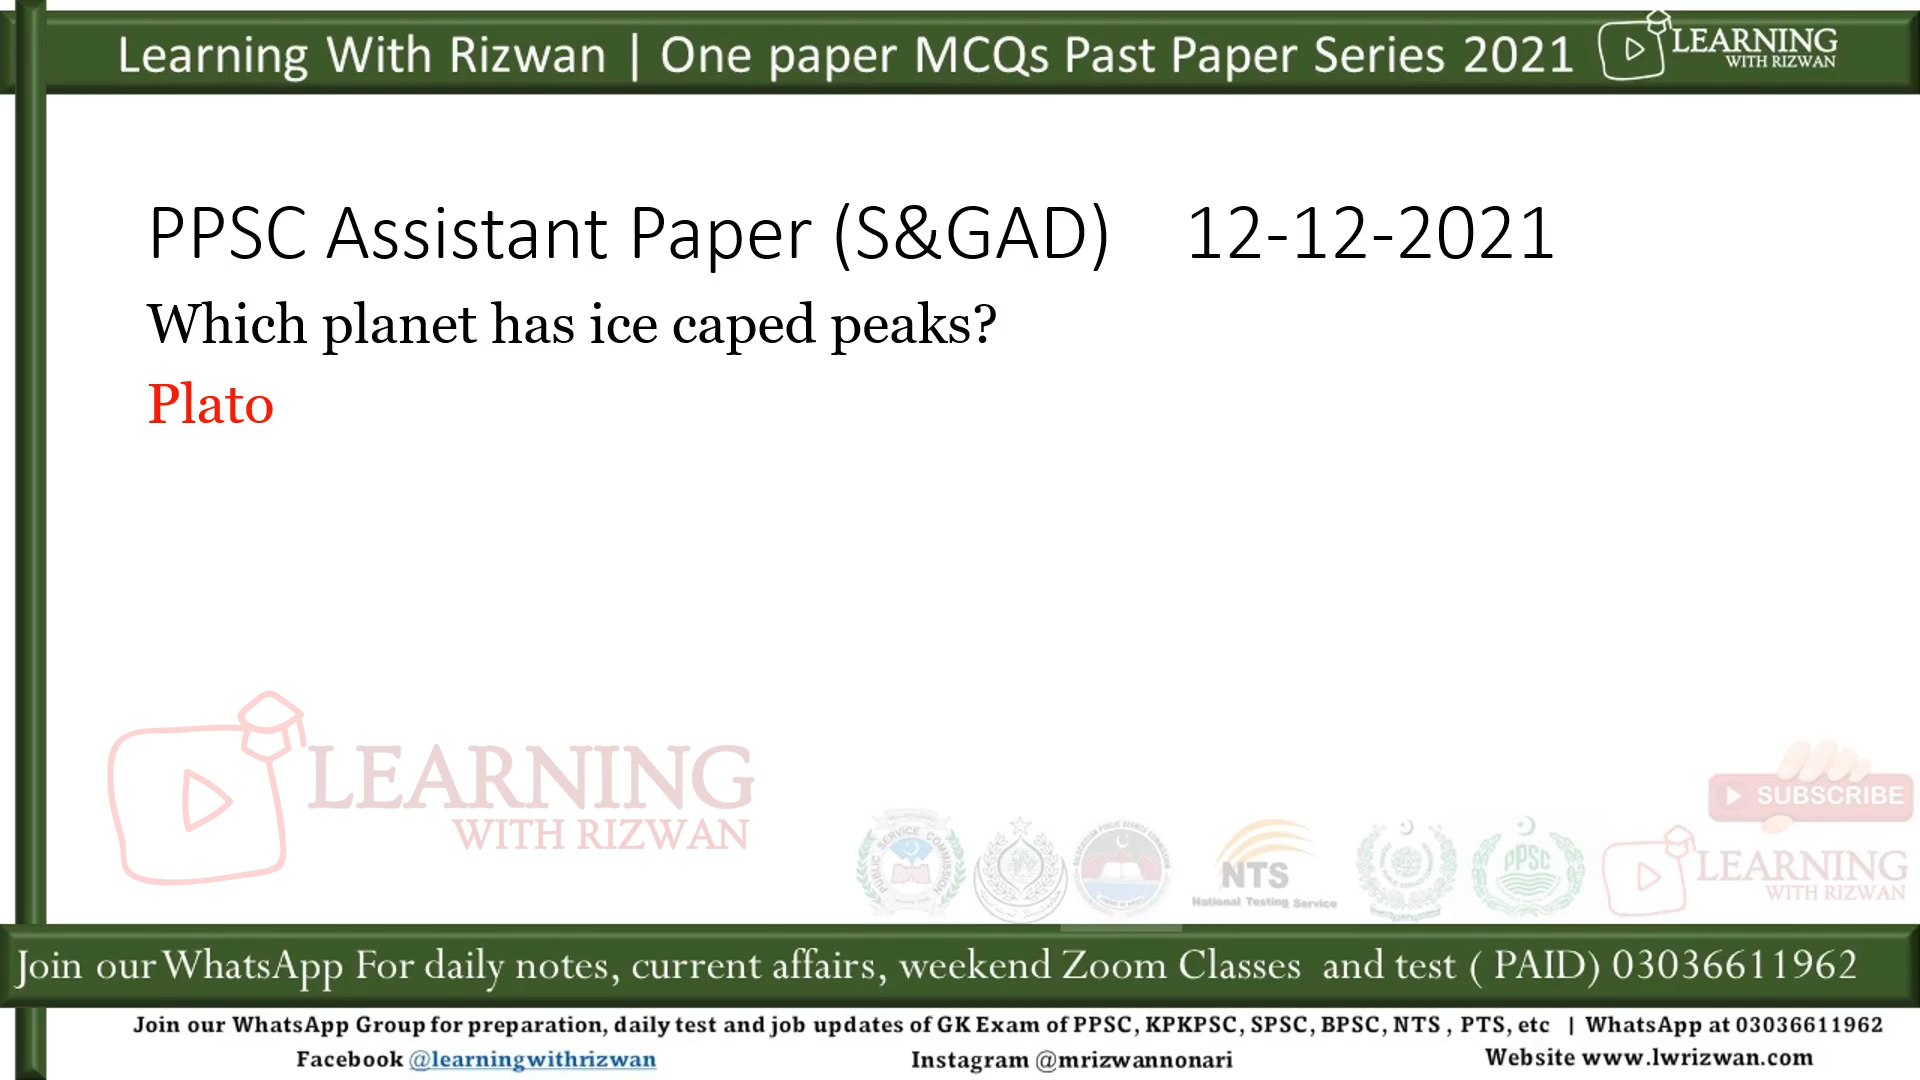 Learning With Rizwan | One paper MCQs Past Paper Series 2021
LEARNING
WITH RIZWAN
PPSC Assistant Paper (S&GAD) 12-12-2021
Which planet has ice caped peaks?
Plato
LEARNING
WITH RIZWAN
SUBSCRIBE
PUBLIC SERVICE COMMISSION
NTS
National Testing Service
PPSC
LEARNING
WITH RIZWAN
Join our WhatsApp For daily notes, current affairs, weekend Zoom Classes and test ( PAID) 03036611962
Join our WhatsApp Group for preparation, daily test and job updates of GK Exam of PPSC, KPKPSC, SPSC, BPSC, NTS , PTS, etc | WhatsApp at 03036611962
Facebook @learningwithrizwan Instagram @mrizwannonari Website www.lwrizwan.com